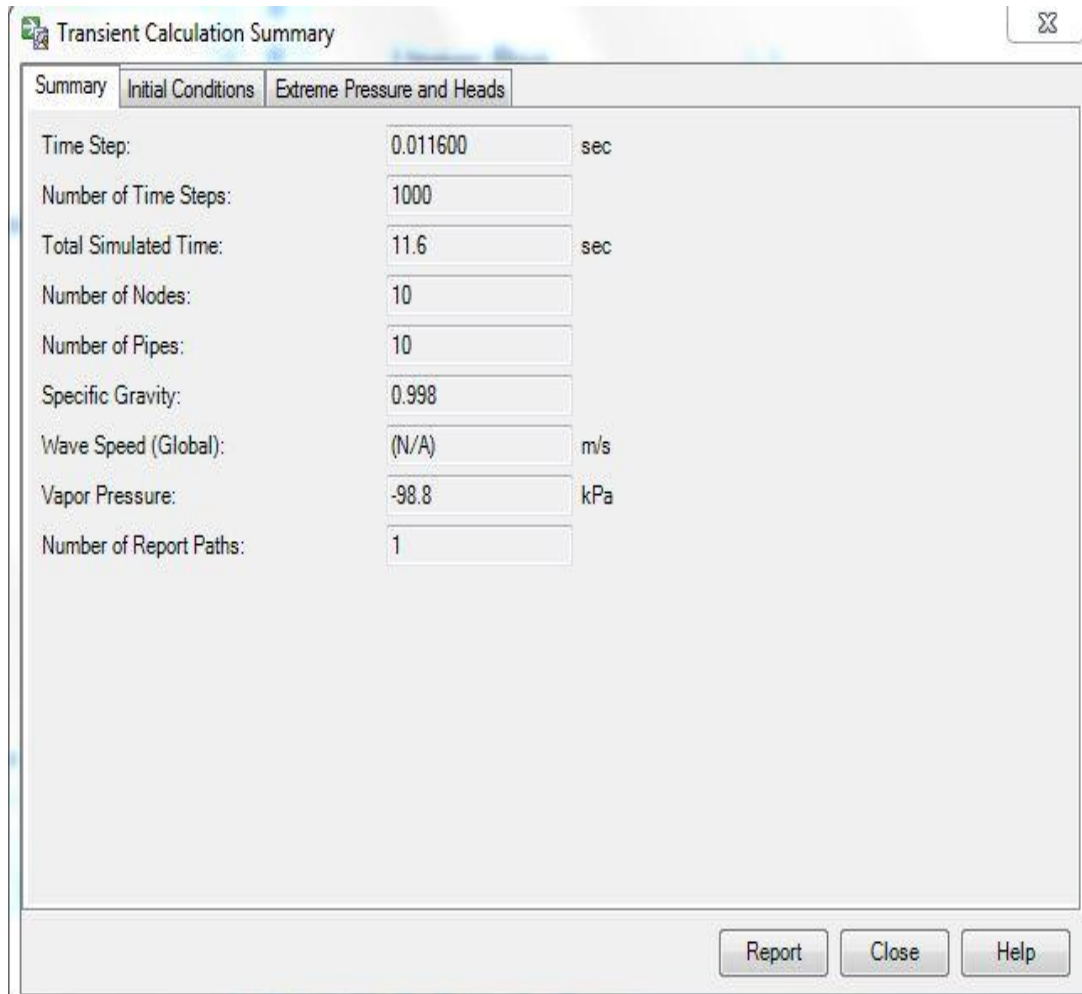 Transient Calculation Summary
Summary Initial Conditions Extreme Pressure and Heads
Time Step: 0.011600 sec
Number of Time Steps: 1000
Total Simulated Time: 11.6 sec
Number of Nodes: 10
Number of Pipes: 10
Specific Gravity: 0.998
Wave Speed (Global): (N/A) m/s
Vapor Pressure: -98.8 kPa
Number of Report Paths: 1
Report Close Help